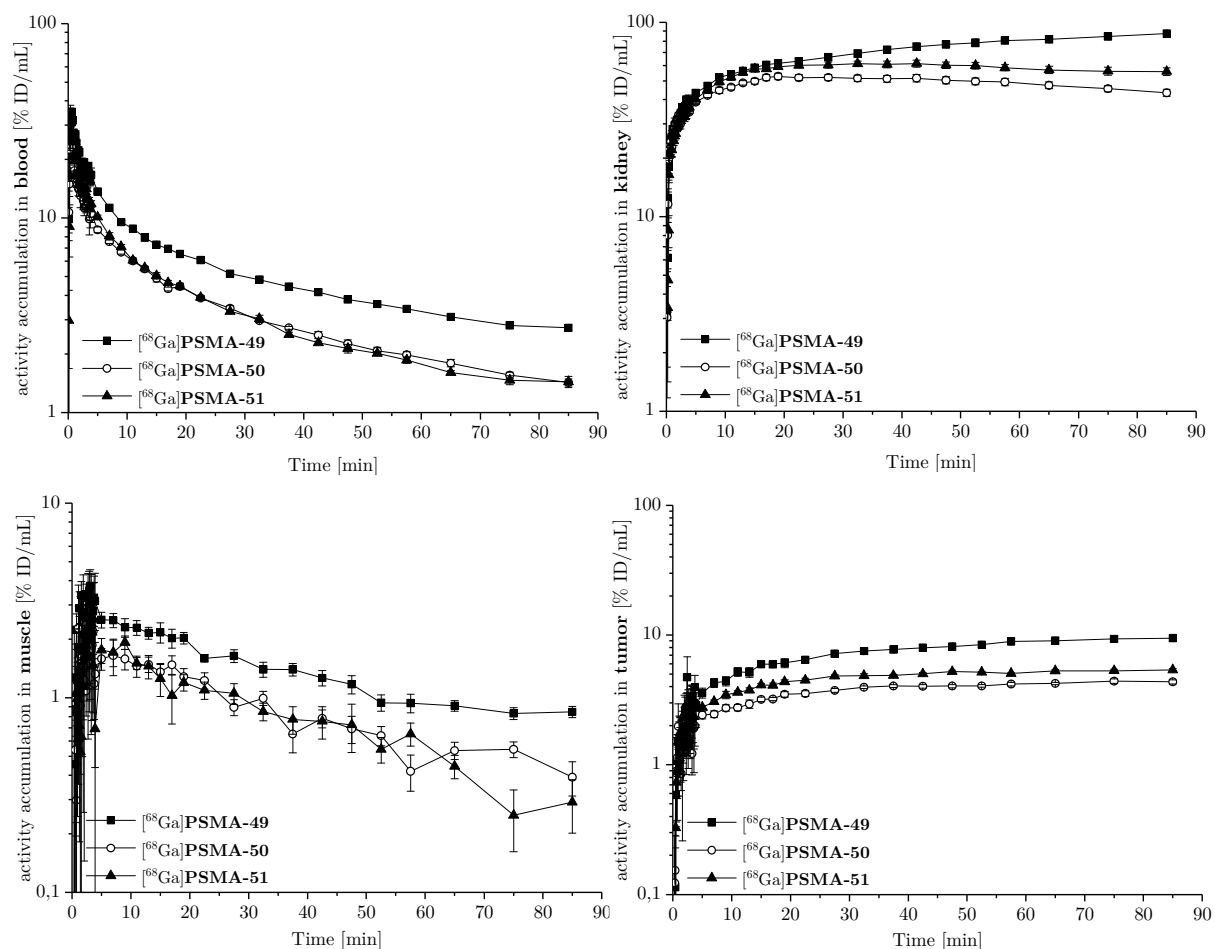 activity accumulation in blood [% ID/mL]
100
10
1
[⁶⁸Ga]PSMA-49
[⁶⁸Ga]PSMA-50
[⁶⁸Ga]PSMA-51
0 10 20 30 40 50 60 70 80 90
Time [min]
activity accumulation in kidney [% ID/mL]
100
10
1
[⁶⁸Ga]PSMA-49
[⁶⁸Ga]PSMA-50
[⁶⁸Ga]PSMA-51
0 10 20 30 40 50 60 70 80 90
Time [min]
activity accumulation in muscle [% ID/mL]
10
1
0,1
[⁶⁸Ga]PSMA-49
[⁶⁸Ga]PSMA-50
[⁶⁸Ga]PSMA-51
0 10 20 30 40 50 60 70 80 90
Time [min]
activity accumulation in tumor [% ID/mL]
100
10
1
0,1
[⁶⁸Ga]PSMA-49
[⁶⁸Ga]PSMA-50
[⁶⁸Ga]PSMA-51
0 10 20 30 40 50 60 70 80 90
Time [min]